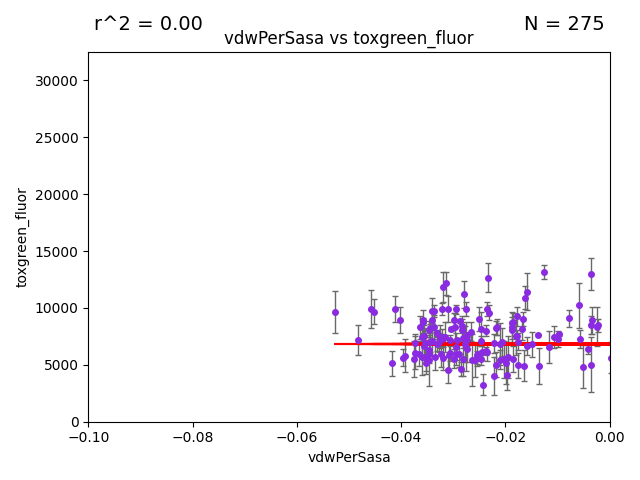 r^2 = 0.00
N = 275
vdwPerSasa vs toxgreen_fluor
30000
25000
20000
15000
10000
5000
0
toxgreen_fluor
−0.10
−0.08
−0.06
−0.04
−0.02
0.00
vdwPerSasa